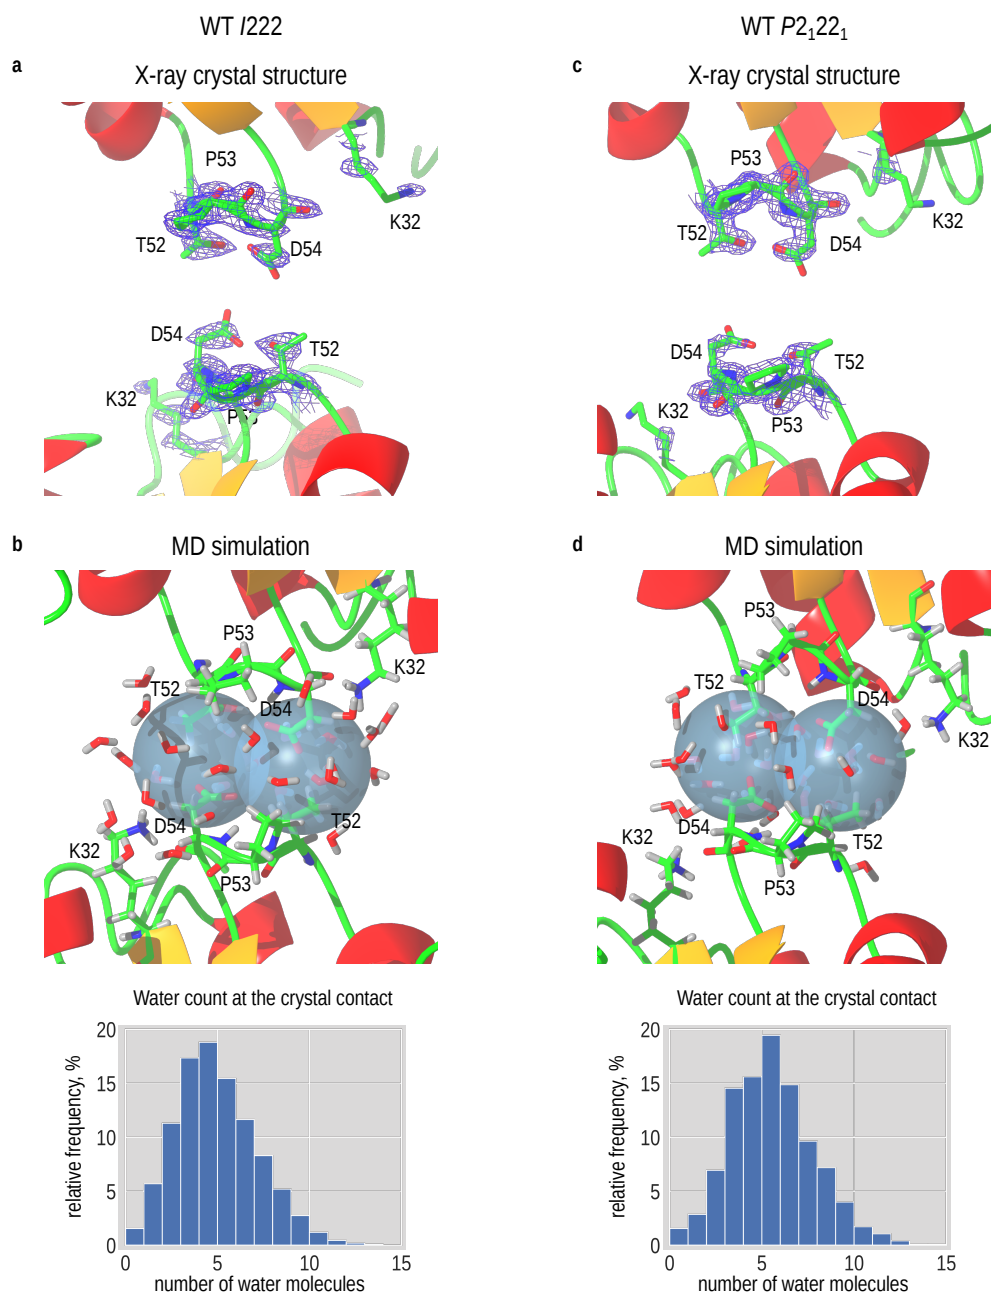 WT I222
a
X-ray crystal structure
P53
K32
T52
D54
D54
T52
K32
P53
b
MD simulation
P53
K32
T52
D54
D54
T52
K32
P53
Water count at the crystal contact
relative frequency, %
20
15
10
5
0
0 5 10 15
number of water molecules
WT P2₁22₁
c
X-ray crystal structure
P53
K32
T52
D54
D54
T52
K32
P53
d
MD simulation
P53
T52
D54
K32
D54
T52
K32
P53
Water count at the crystal contact
relative frequency, %
20
15
10
5
0
0 5 10 15
number of water molecules